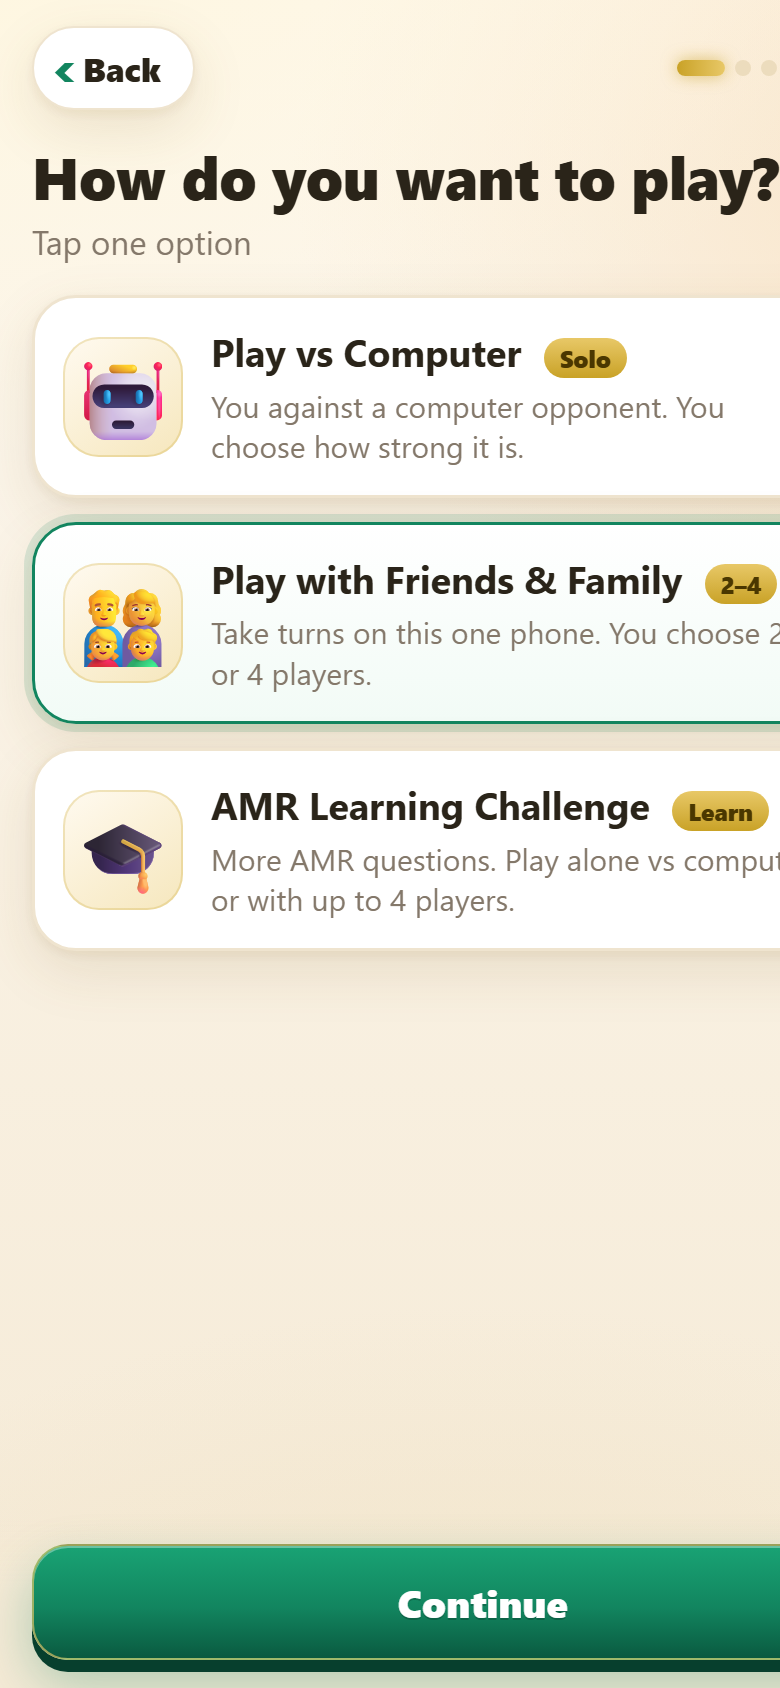 Back
How do you want to play?
Tap one option
Play vs Computer Solo
You against a computer opponent. You
choose how strong it is.
Play with Friends & Family 2–4
Take turns on this one phone. You choose 2
or 4 players.
AMR Learning Challenge Learn
More AMR questions. Play alone vs comput
or with up to 4 players.
Continue